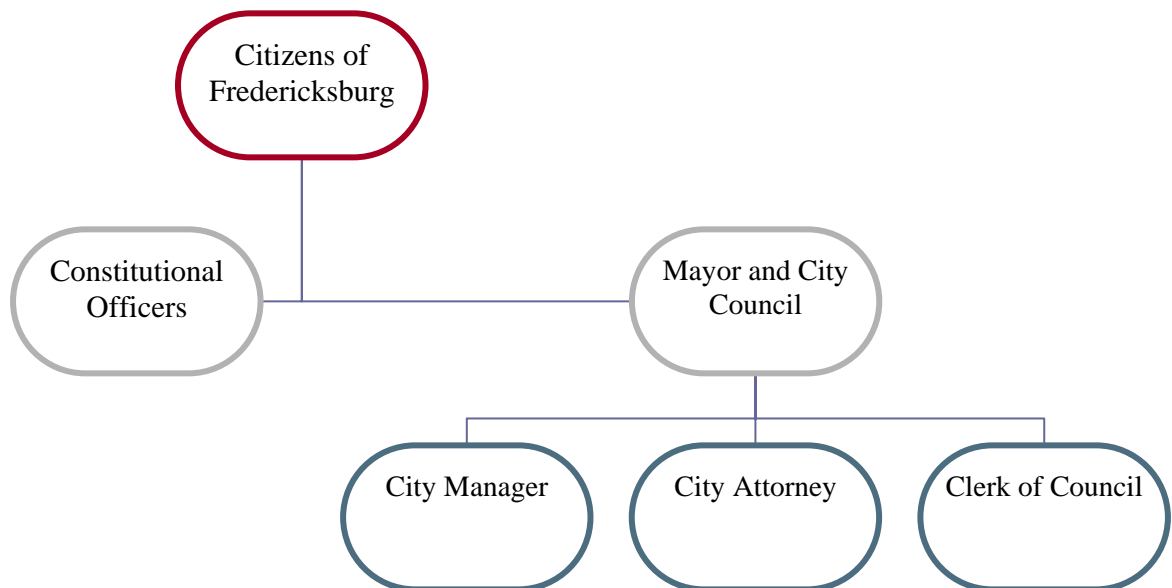 Citizens of
Fredericksburg
Constitutional
Officers
Mayor and City
Council
City Manager
City Attorney
Clerk of Council